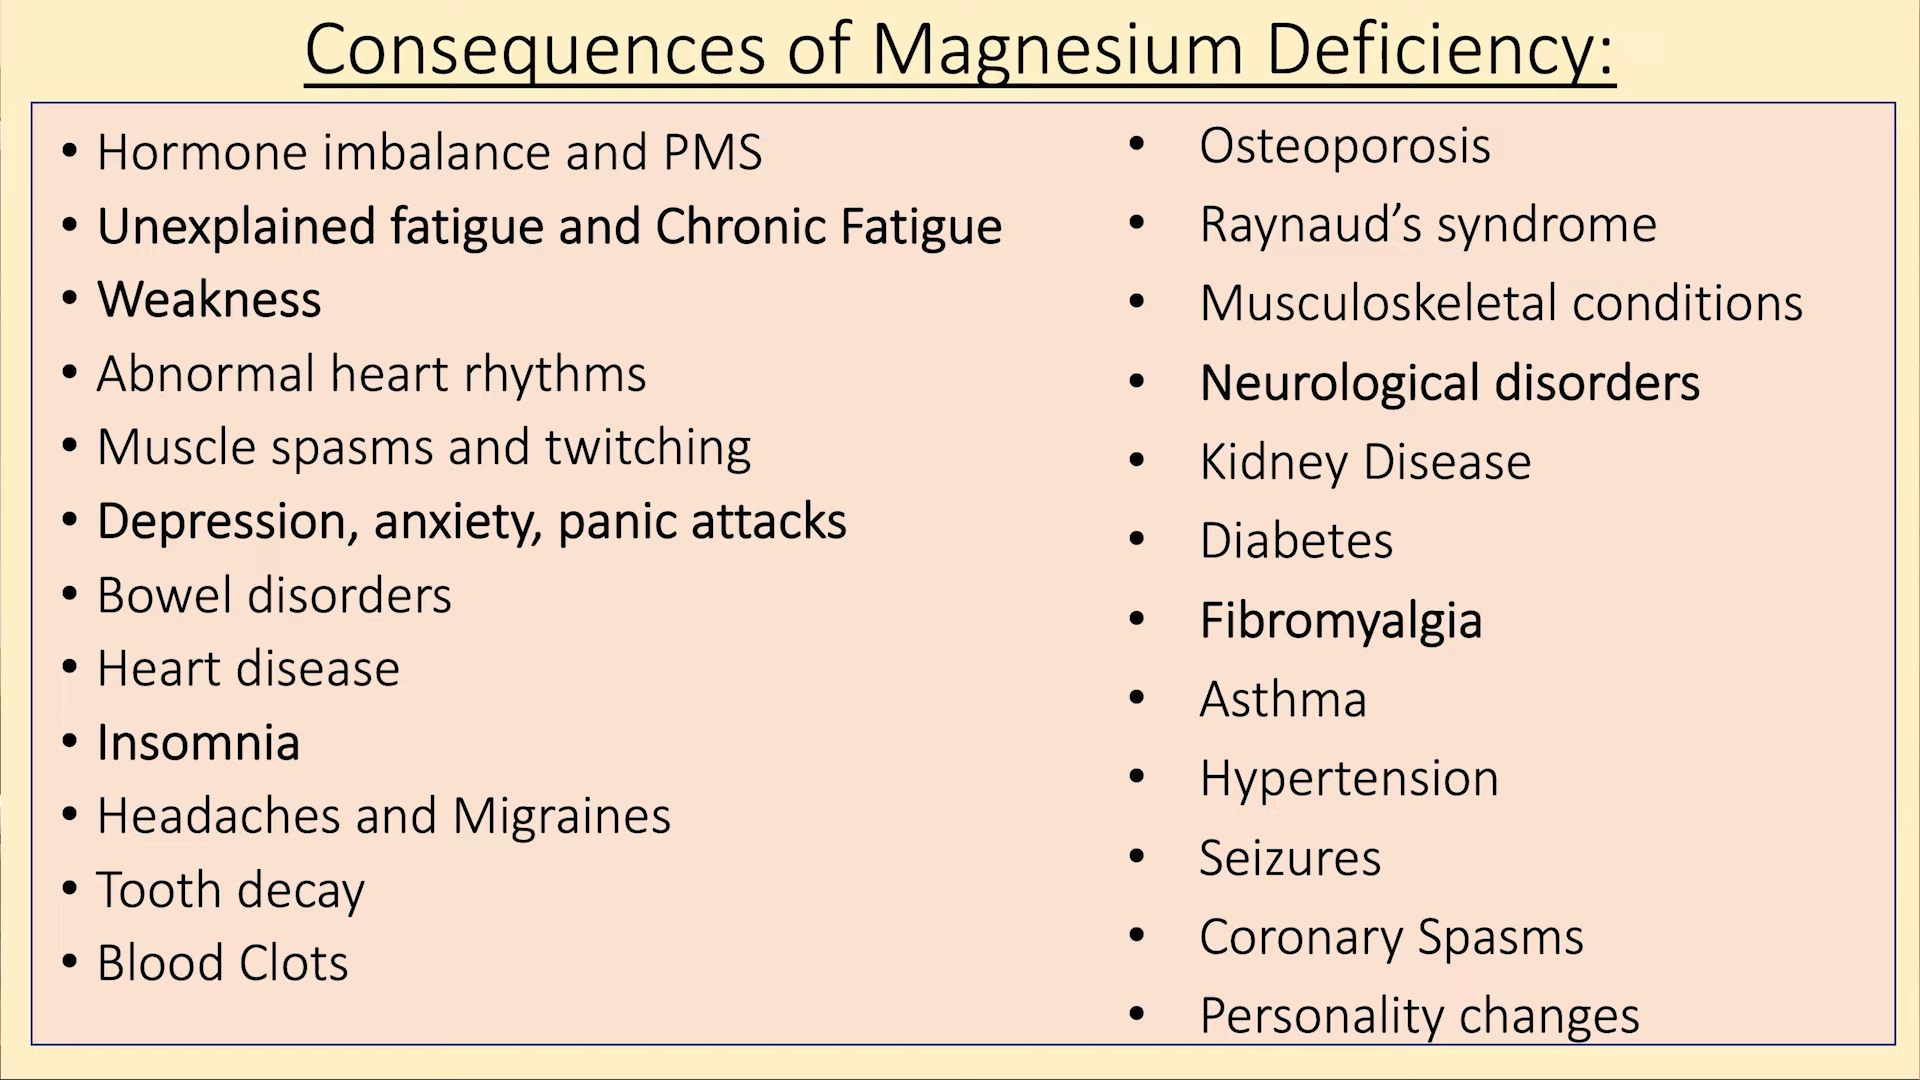 Consequences of Magnesium Deficiency:
• Hormone imbalance and PMS
• Unexplained fatigue and Chronic Fatigue
• Weakness
• Abnormal heart rhythms
• Muscle spasms and twitching
• Depression, anxiety, panic attacks
• Bowel disorders
• Heart disease
• Insomnia
• Headaches and Migraines
• Tooth decay
• Blood Clots
• Osteoporosis
• Raynaud’s syndrome
• Musculoskeletal conditions
• Neurological disorders
• Kidney Disease
• Diabetes
• Fibromyalgia
• Asthma
• Hypertension
• Seizures
• Coronary Spasms
• Personality changes